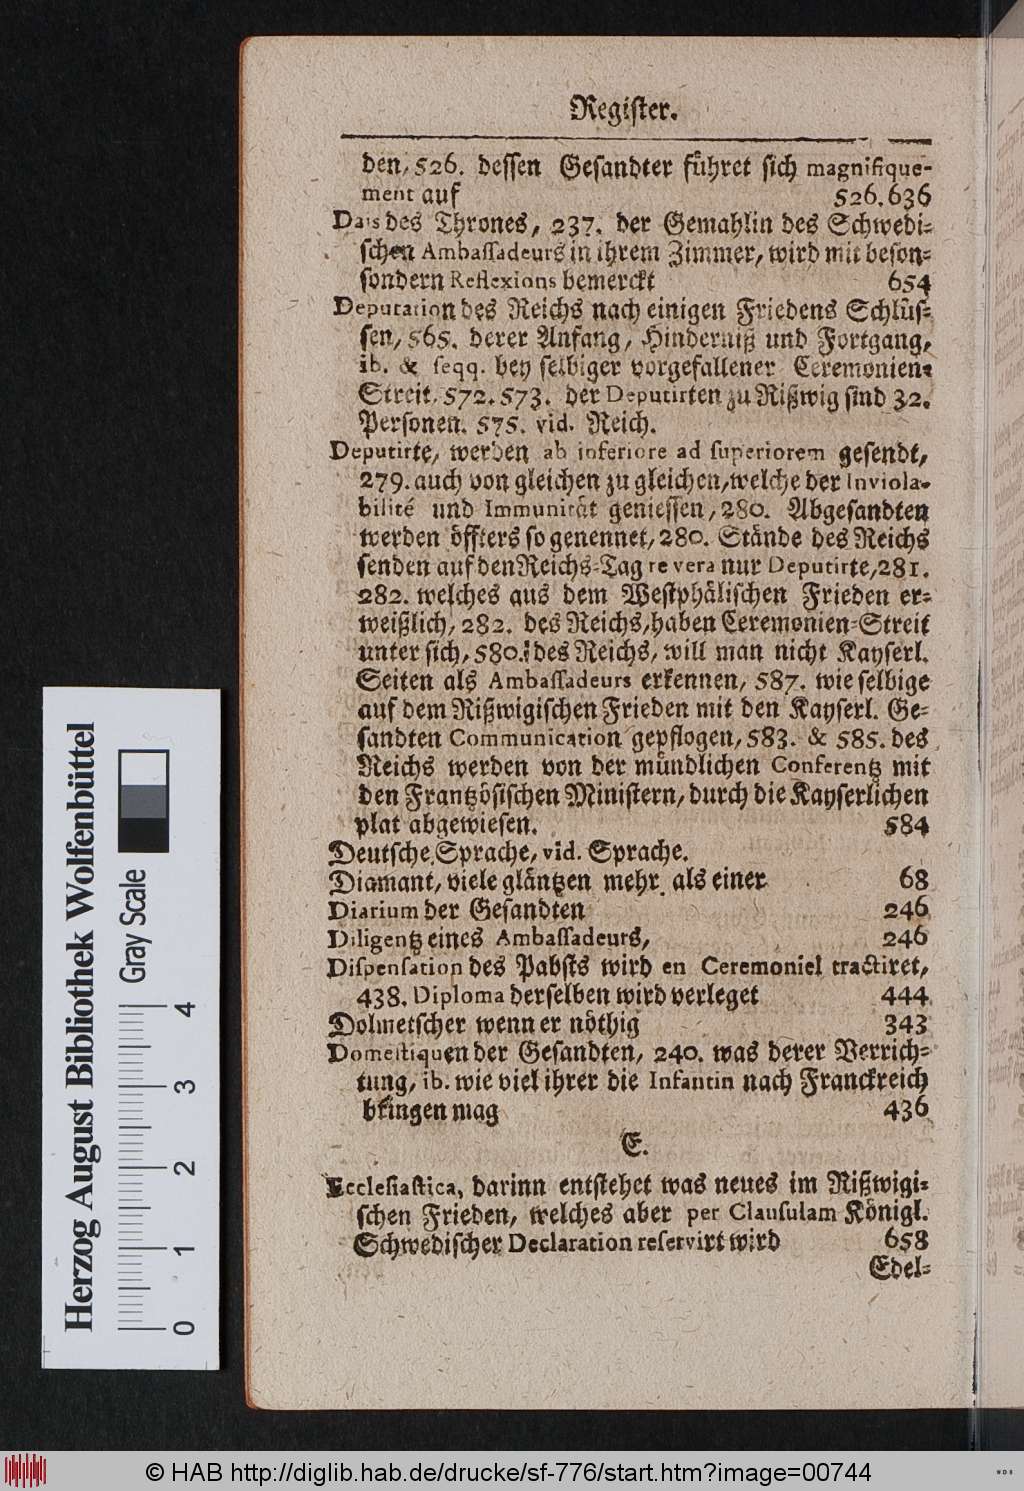 Register.
den, 526. dessen Gesandter führet sich magnifique-
ment auf 526. 636
Dais des Thrones, 237. der Gemahlin des Schwedi-
schen Ambassadeurs in ihrem Zimmer, wird mit beson-
sondern Reflexions bemerckt 654
Deputation des Reichs nach einigen Friedens Schlüs-
sen, 565. derer Anfang, Hinderniß und Fortgang,
ib. & seqq. bey selbiger vorgefallener Ceremonien-
Streit. 572. 573. der Deputirten zu Rißwig sind 32.
Personen. 575. vid. Reich.
Deputirte, werden ab inferiore ad superiorem gesendt,
279. auch von gleichen zu gleichen, welche der Inviola-
bilité und Immunität geniessen, 280. Abgesandten
werden öffters so genennet, 280. Stände des Reichs
senden auf den Reichs-Tag re vera nur Deputirte, 281.
282. welches aus dem Westphälischen Frieden er-
weißlich, 282. des Reichs, haben Ceremonien-Streit
unter sich, 580. des Reichs, will man nicht Kayserl.
Seiten als Ambassadeurs erkennen, 587. wie selbige
auf dem Rißwigischen Frieden mit den Kayserl. Ge-
sandten Communication gepflogen, 583. & 585. des
Reichs werden von der mündlichen Conferentz mit
den Frantzösischen Ministern, durch die Kayserlichen
plat abgewiesen. 584
Deutsche Sprache, vid. Sprache.
Diamant, viele gläntzen mehr als einer 68
Diarium der Gesandten 246
Diligentz eines Ambassadeurs, 246
Dispensation des Pabsts wird en Ceremoniel tractiret,
438. Diploma derselben wird verleget 444
Dolmetscher wenn er nöthig 343
Domestiquen der Gesandten, 240. was derer Verrich-
tung, ib. wie viel ihrer die Infantin nach Franckreich
bringen mag 436
E.
Ecclesiastica, darinn entstehet was neues im Rißwigi-
schen Frieden, welches aber per Clausulam Königl.
Schwedischer Declaration reservirt wird 658
Edel-
Herzog August Bibliothek Wolfenbüttel
Gray Scale
0 1 2 3 4
© HAB http://diglib.hab.de/drucke/sf-776/start.htm?image=00744